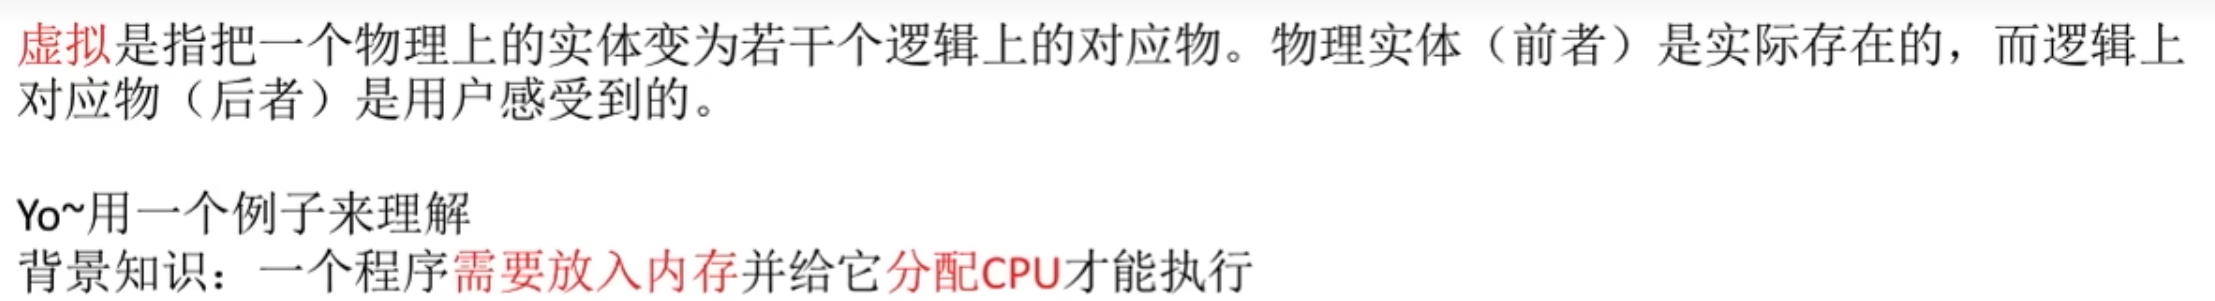 虚拟是指把一个物理上的实体变为若干个逻辑上的对应物。物理实体（前者）是实际存在的，而逻辑上
对应物（后者）是用户感受到的。
Yo~用一个例子来理解
背景知识：一个程序需要放入内存并给它分配CPU才能执行